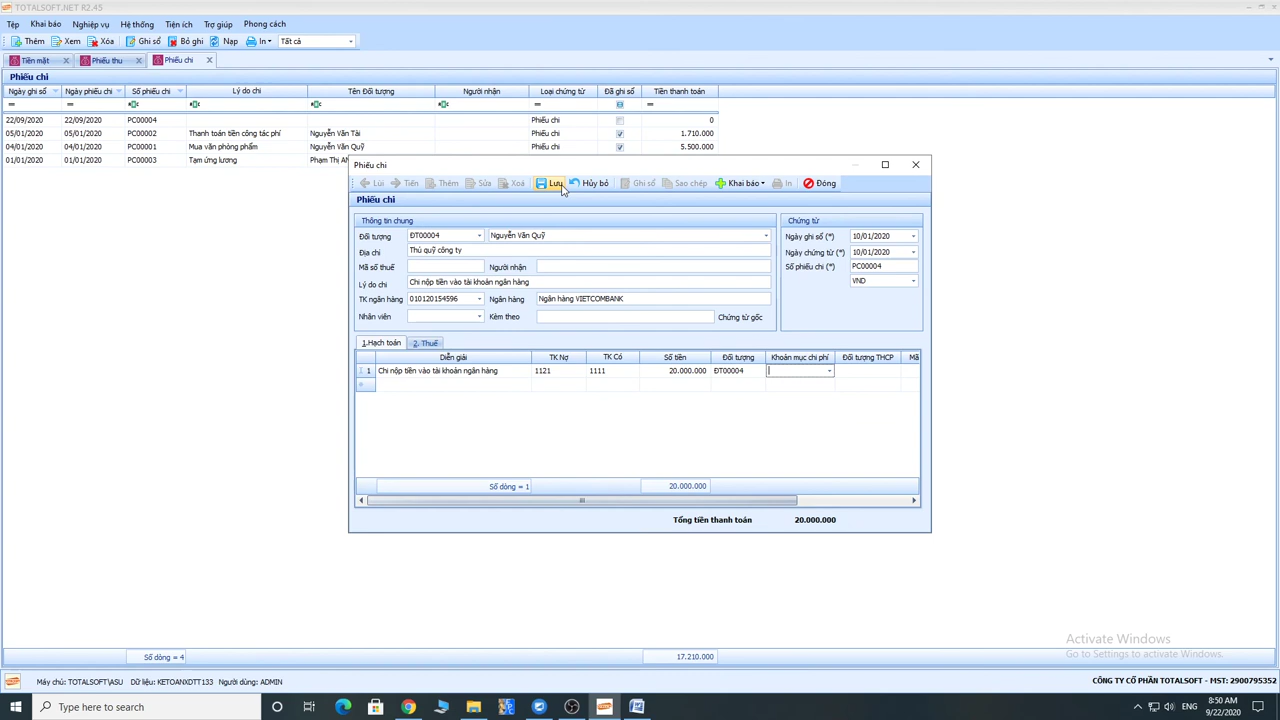 TOTALSOFT.NET R2.45
Tệp Khai báo Nghiệp vụ Hệ thống Tiện ích Trợ giúp Phong cách
Thêm Xem Xóa Ghi sổ Bỏ ghi Nạp In Tất cả
Tiền mặt Phiếu thu Phiếu chi
Phiếu chi
Ngày ghi sổ Ngày phiếu chi Số phiếu chi Lý do chi Tên Đối tượng Người nhận Loại chứng từ Đã ghi sổ Tiền thanh toán
22/09/2020 22/09/2020 PC00004 Phiếu chi 0
05/01/2020 05/01/2020 PC00002 Thanh toán tiền công tác phí Nguyễn Văn Tài Phiếu chi 1.710.000
04/01/2020 04/01/2020 PC00001 Mua văn phòng phẩm Nguyễn Văn Quỹ Phiếu chi 5.500.000
01/01/2020 01/01/2020 PC00003 Tạm ứng lương Phạm Thị
Phiếu chi
Lùi Tiến Thêm Sửa Xoá Lưu Hủy bỏ Ghi sổ Sao chép Khai báo In Đóng
Phiếu chi
Thông tin chung Chứng từ
Đối tượng ĐT00004 Nguyễn Văn Quỹ Ngày ghi sổ (*) 10/01/2020
Địa chỉ Thủ quỹ công ty Ngày chứng từ (*) 10/01/2020
Mã số thuế Người nhận Số phiếu chi (*) PC00004
Lý do chi Chi nộp tiền vào tài khoản ngân hàng VND
TK ngân hàng 010120154596 Ngân hàng Ngân hàng VIETCOMBANK
Nhân viên Kèm theo Chứng từ gốc
1.Hạch toán 2. Thuế
Diễn giải TK Nợ TK Có Số tiền Đối tượng Khoản mục chi phí Đối tượng THCP Mã
1 Chi nộp tiền vào tài khoản ngân hàng 1121 1111 20.000.000 ĐT00004
Số dòng = 1 20.000.000
Tổng tiền thanh toán 20.000.000
Activate Windows
Go to Settings to activate Windows.
Số dòng = 4 17.210.000
Máy chủ: TOTALSOFT\ASU Dữ liệu: KETOANXDTT133 Người dùng: ADMIN CÔNG TY CỔ PHẦN TOTALSOFT - MST: 2900795352
Type here to search ENG 8:50 AM
9/22/2020